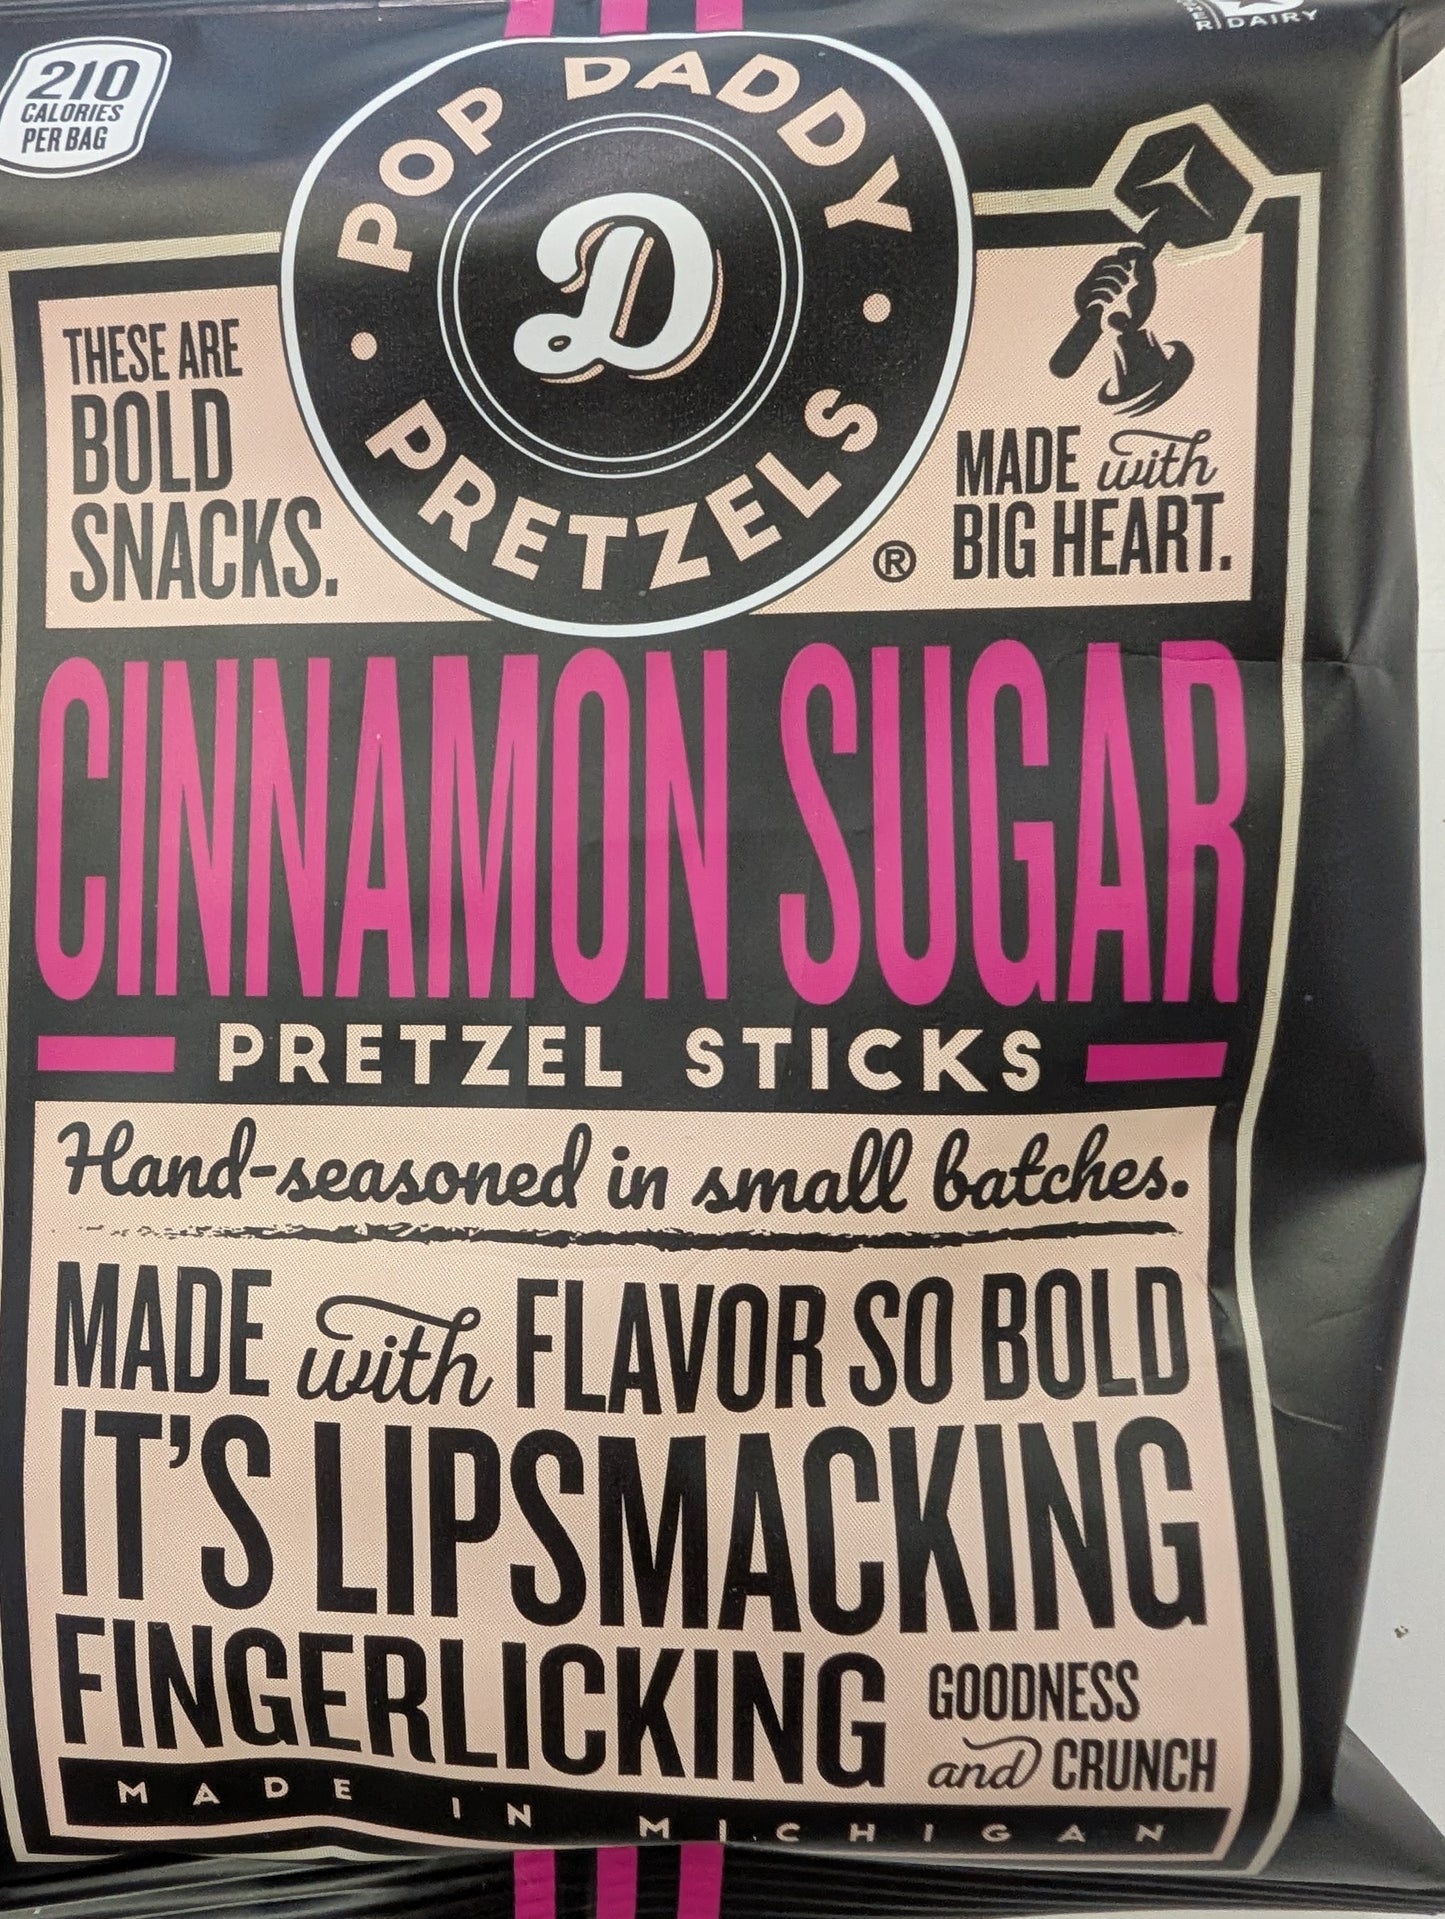 210
CALORIES
PER BAG
DAIRY
POP DADDY
D
PRETZELS
®
THESE ARE
BOLD
SNACKS.
MADE with
BIG HEART.
CINNAMON SUGAR
PRETZEL STICKS
Hand-seasoned in small batches.
MADE with FLAVOR SO BOLD
IT'S LIPSMACKING
FINGERLICKING
GOODNESS
and CRUNCH
MADE IN MICHIGAN